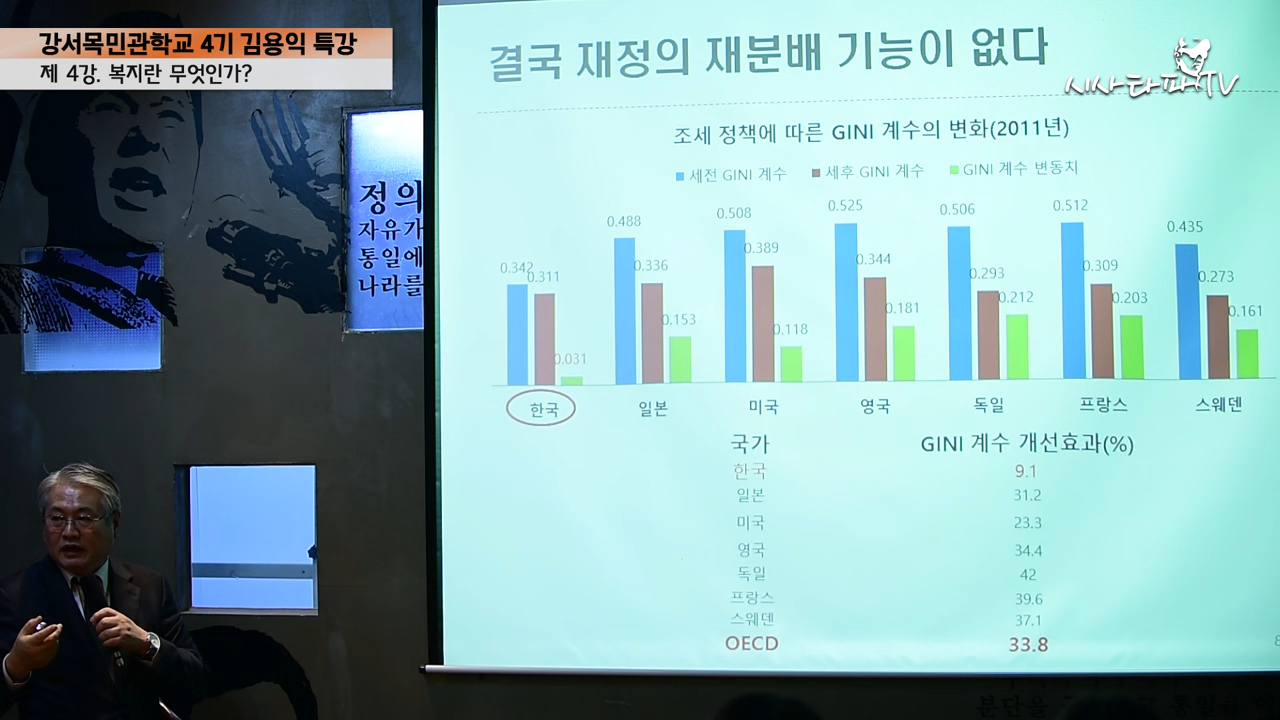 강서목민관학교 4기 김용익 특강
제 4강. 복지란 무엇인가?
시사타파TV
정의
자유가
통일에
나라를
결국 재정의 재분배 기능이 없다
조세 정책에 따른 GINI 계수의 변화(2011년)
세전 GINI 계수 세후 GINI 계수 GINI 계수 변동치
0.342 0.311 0.031
0.488 0.336 0.153
0.508 0.389 0.118
0.525 0.344 0.181
0.506 0.293 0.212
0.512 0.309 0.203
0.435 0.273 0.161
한국 일본 미국 영국 독일 프랑스 스웨덴
국가 GINI 계수 개선효과(%)
한국 9.1
일본 31.2
미국 23.3
영국 34.4
독일 42
프랑스 39.6
스웨덴 37.1
OECD 33.8